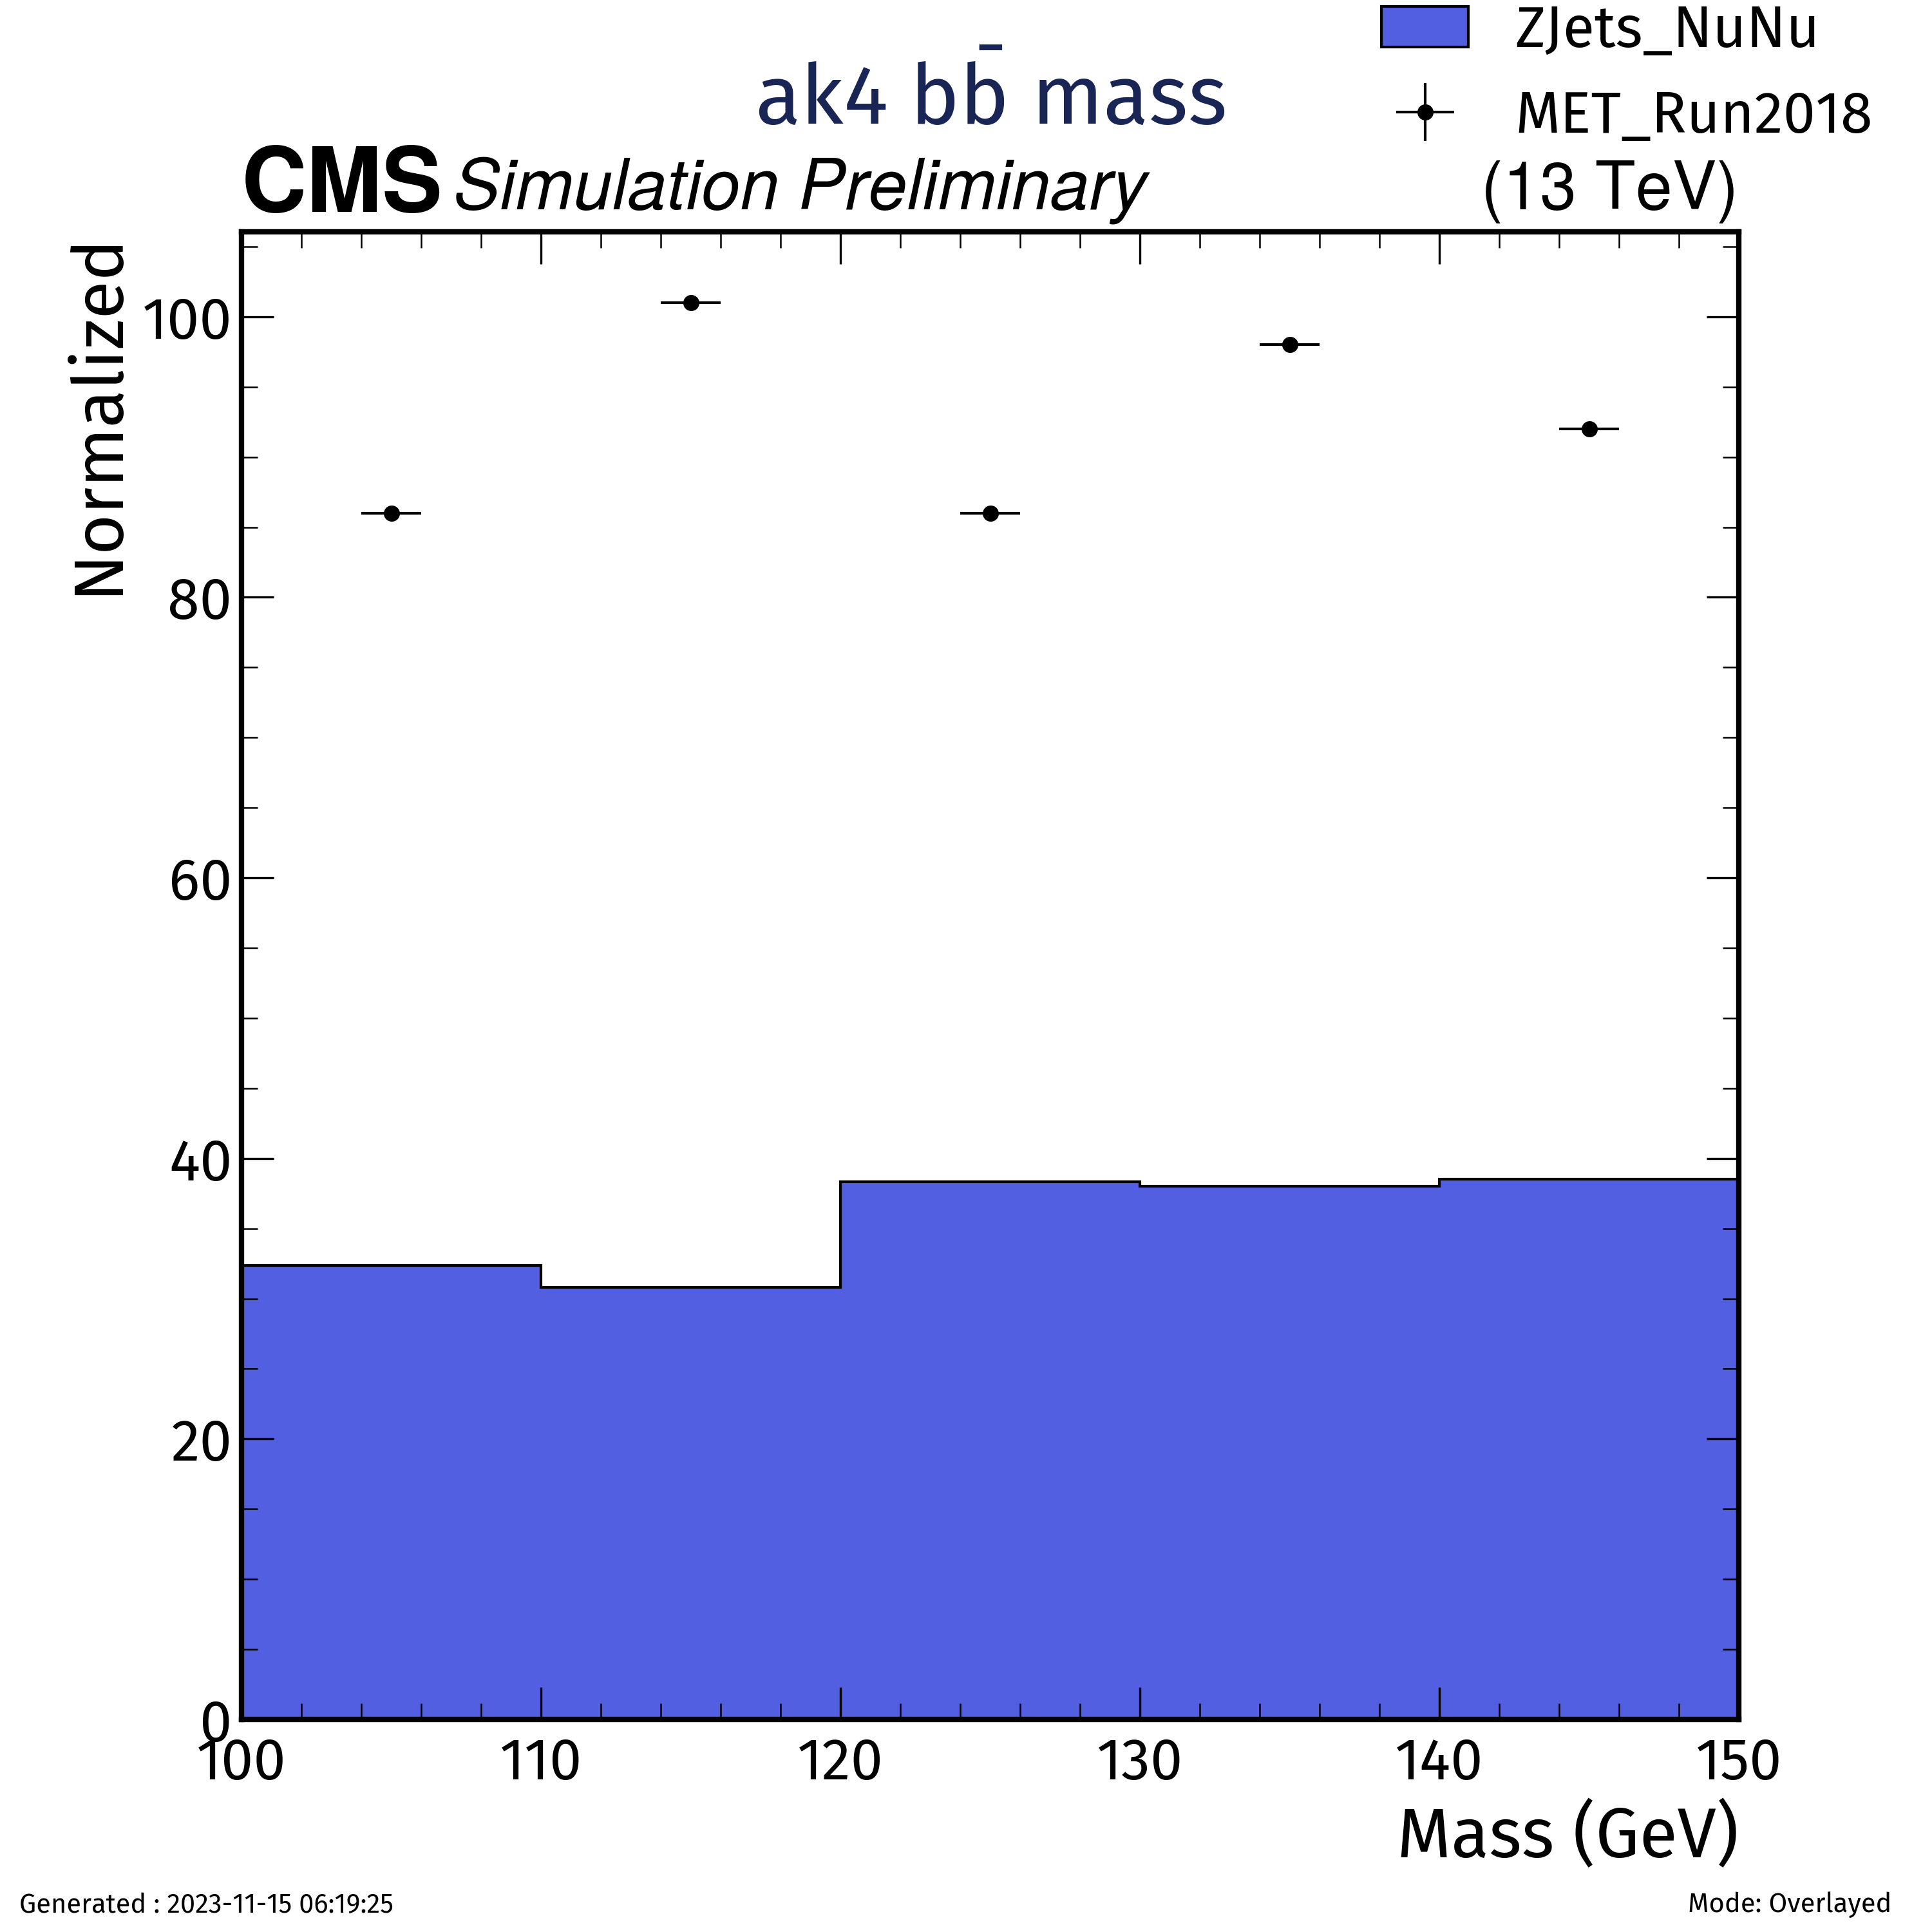 ZJets_NuNu
MET_Run2018
ak4 bb̄ mass
CMS Simulation Preliminary (13 TeV)
Normalized
100
80
60
40
20
0
100 110 120 130 140 150
Mass (GeV)
Generated : 2023-11-15 06:19:25
Mode: Overlayed